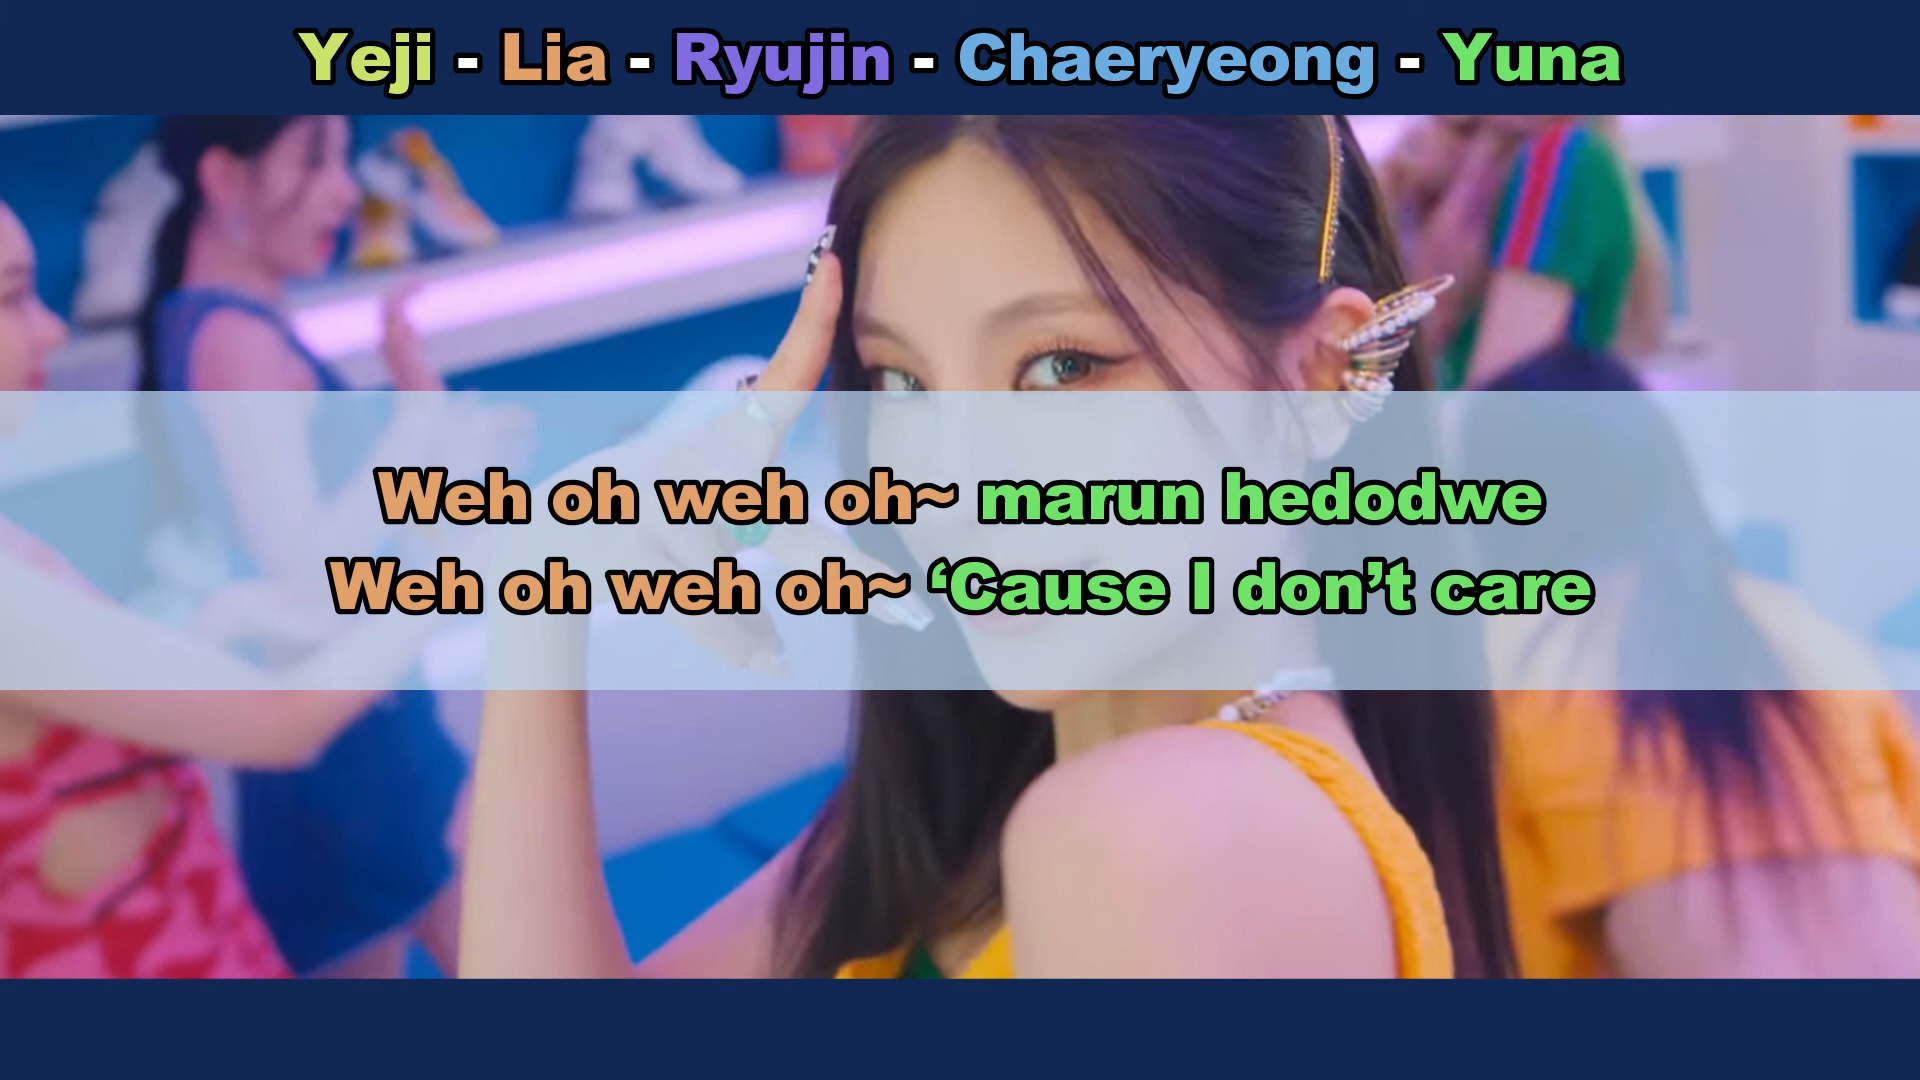 Yeji - Lia - Ryujin - Chaeryeong - Yuna
Weh oh weh oh~ marun hedodwe
Weh oh weh oh~ ‘Cause I don’t care